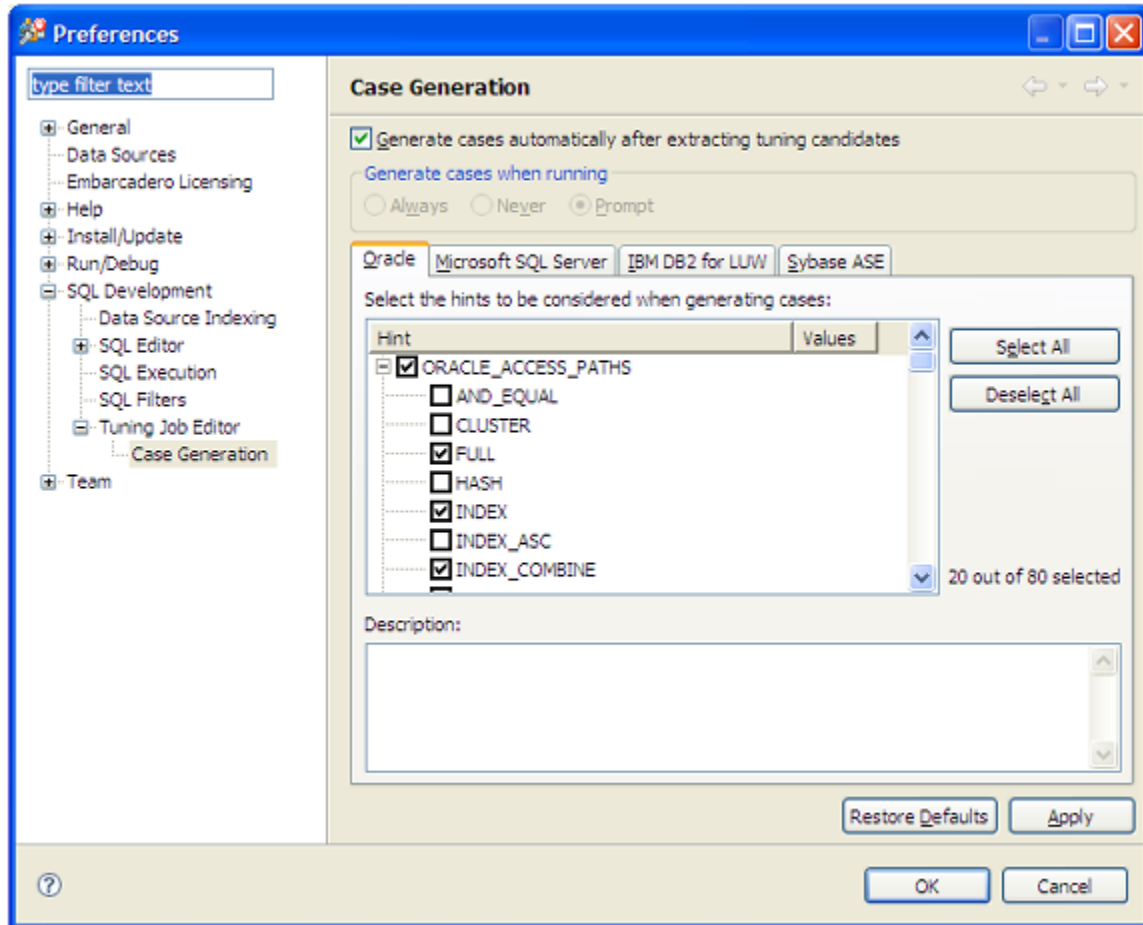 Preferences
type filter text
General
Data Sources
Embarcadero Licensing
Help
Install/Update
Run/Debug
SQL Development
Data Source Indexing
SQL Editor
SQL Execution
SQL Filters
Tuning Job Editor
Case Generation
Team
Case Generation
Generate cases automatically after extracting tuning candidates
Generate cases when running
Always Never Prompt
Oracle Microsoft SQL Server IBM DB2 for LUW Sybase ASE
Select the hints to be considered when generating cases:
Hint Values
ORACLE_ACCESS_PATHS
AND_EQUAL
CLUSTER
FULL
HASH
INDEX
INDEX_ASC
INDEX_COMBINE
Select All
Deselect All
20 out of 80 selected
Description:
Restore Defaults Apply
OK Cancel